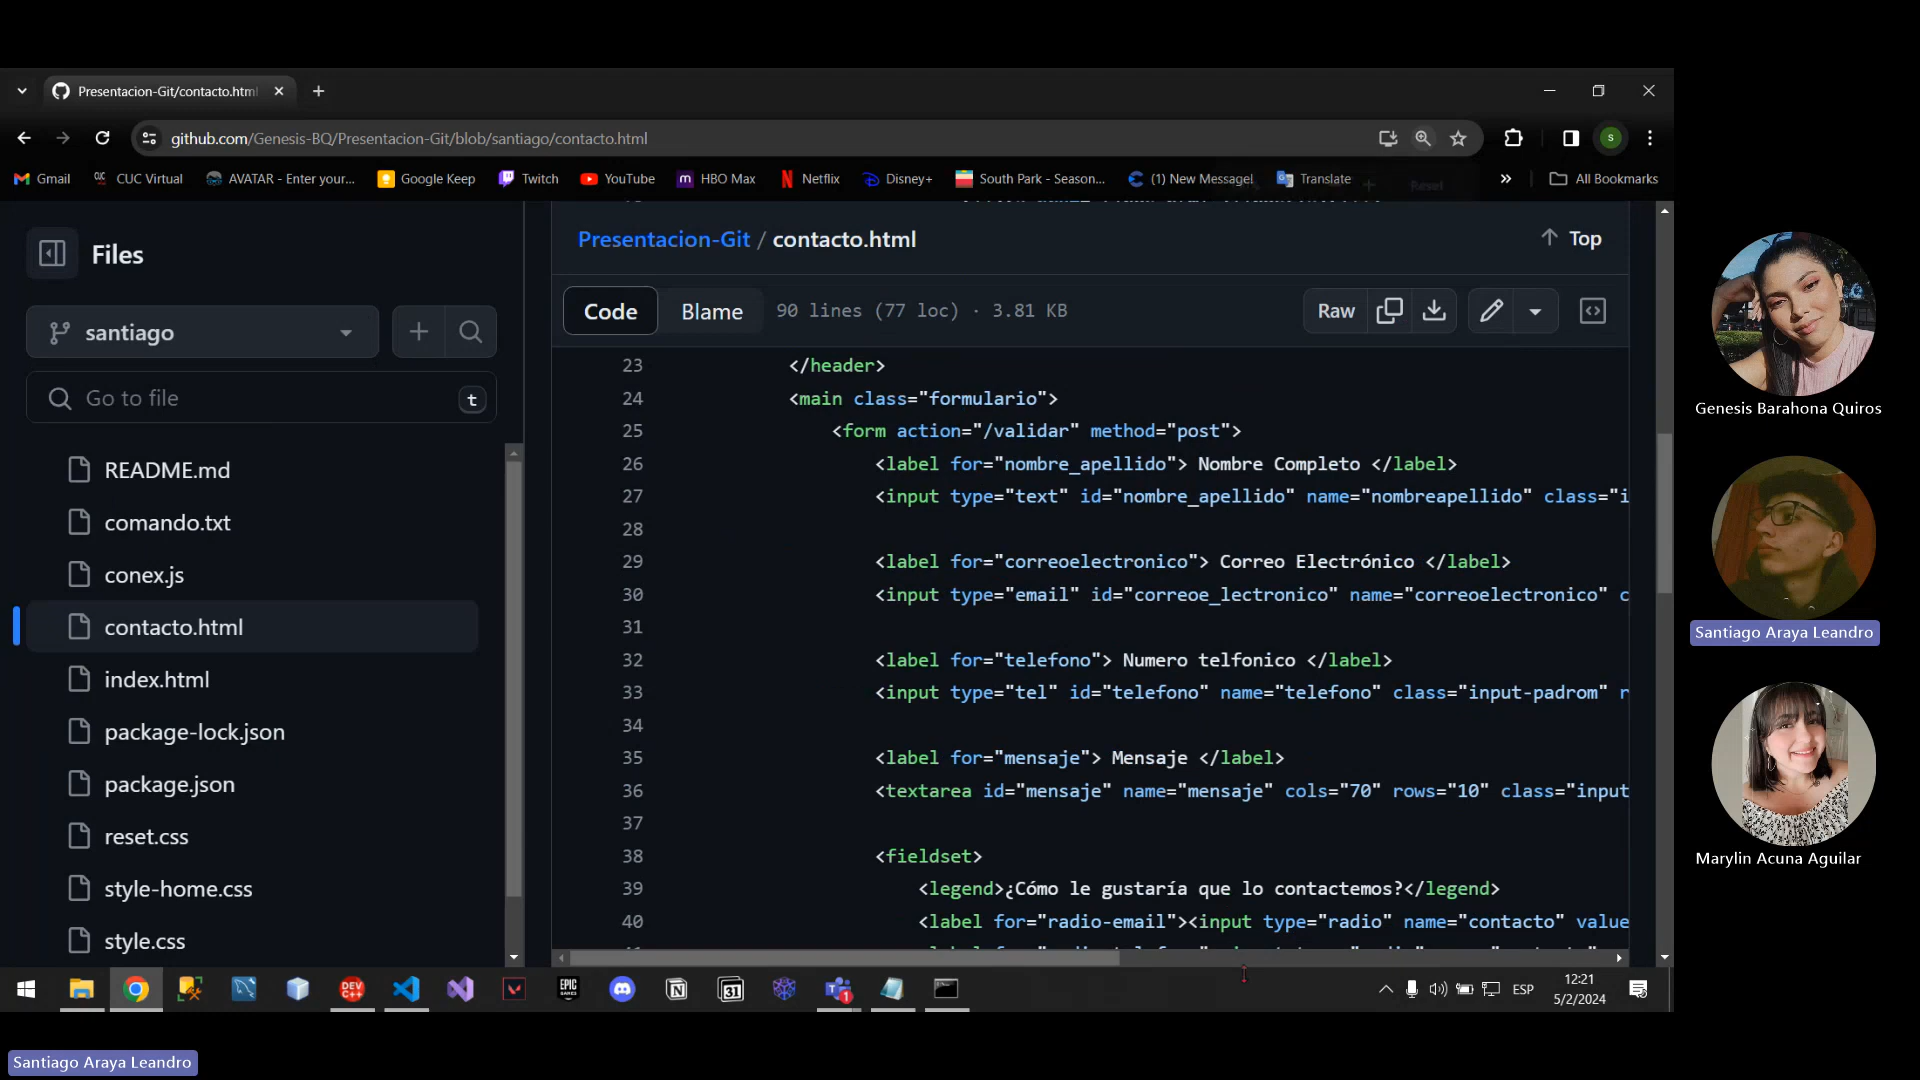 Presentacion-Git/contacto.html
github.com/Genesis-BQ/Presentacion-Git/blob/santiago/contacto.html
S
Gmail CUC Virtual AVATAR - Enter your... Google Keep Twitch YouTube HBO Max Netflix Disney+ South Park - Season... (1) New Message! Translate » All Bookmarks
Files
Presentacion-Git / contacto.html
Top
santiago
Code Blame 90 lines (77 loc) · 3.81 KB
Raw
Go to file t
README.md
comando.txt
conex.js
contacto.html
index.html
package-lock.json
package.json
reset.css
style-home.css
style.css
23 </header>
24 <main class="formulario">
25 <form action="/validar" method="post">
26 <label for="nombre_apellido"> Nombre Completo </label>
27 <input type="text" id="nombre_apellido" name="nombreapellido" class="i
28
29 <label for="correoelectronico"> Correo Electrónico </label>
30 <input type="email" id="correoe_lectronico" name="correoelectronico" c
31
32 <label for="telefono"> Numero telfonico </label>
33 <input type="tel" id="telefono" name="telefono" class="input-padrom" r
34
35 <label for="mensaje"> Mensaje </label>
36 <textarea id="mensaje" name="mensaje" cols="70" rows="10" class="input
37
38 <fieldset>
39 <legend>¿Cómo le gustaría que lo contactemos?</legend>
40 <label for="radio-email"><input type="radio" name="contacto" value
Genesis Barahona Quiros
Santiago Araya Leandro
Marylin Acuna Aguilar
DEV C++
EPIC GAMES
31
1
ESP
12:21
5/2/2024
Santiago Araya Leandro